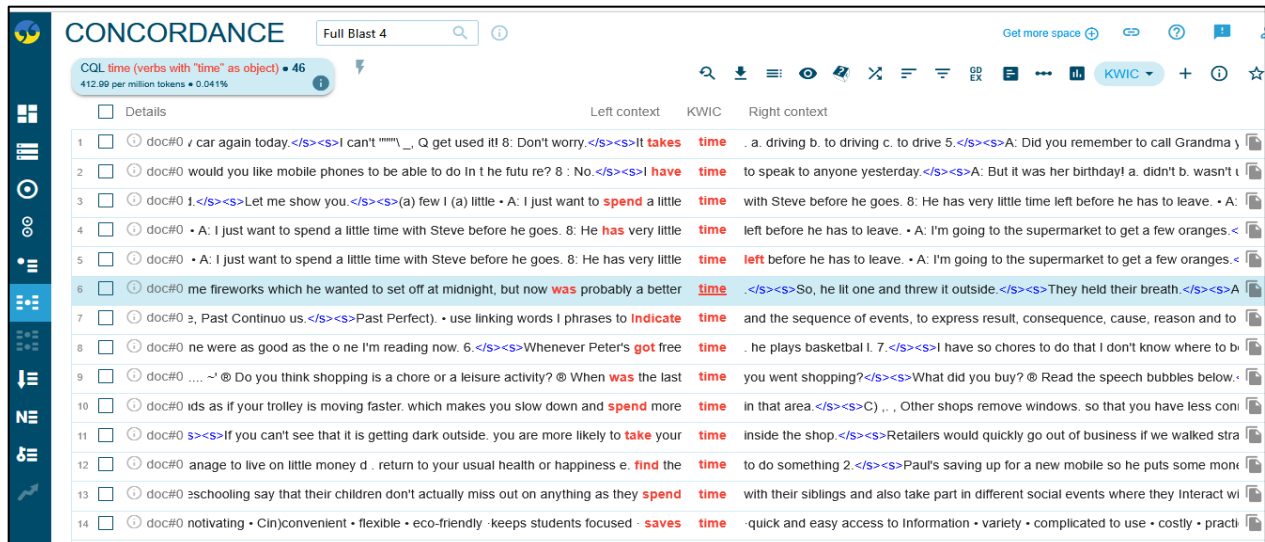 CONCORDANCE Full Blast 4 Get more space
CQL time (verbs with "time" as object) • 46
412.99 per million tokens • 0.041%
GD EX KWIC
Details Left context KWIC Right context
1 doc#0 v car again today.</s><s>I can't """"\ _, Q get used it! 8: Don't worry.</s><s>It takes time . a. driving b. to driving c. to drive 5.</s><s>A: Did you remember to call Grandma y
2 doc#0 would you like mobile phones to be able to do In t he futu re? 8 : No.</s><s>I have time to speak to anyone yesterday.</s><s>A: But it was her birthday! a. didn't b. wasn't u
3 doc#0 1.</s><s>Let me show you.</s><s>(a) few I (a) little • A: I just want to spend a little time with Steve before he goes. 8: He has very little time left before he has to leave. • A:
4 doc#0 • A: I just want to spend a little time with Steve before he goes. 8: He has very little time left before he has to leave. • A: I'm going to the supermarket to get a few oranges.<
5 doc#0 • A: I just want to spend a little time with Steve before he goes. 8: He has very little time left before he has to leave. • A: I'm going to the supermarket to get a few oranges.<
6 doc#0 me fireworks which he wanted to set off at midnight, but now was probably a better time .</s><s>So, he lit one and threw it outside.</s><s>They held their breath.</s><s>A
7 doc#0 e, Past Continuo us.</s><s>Past Perfect). • use linking words I phrases to Indicate time and the sequence of events, to express result, consequence, cause, reason and to
8 doc#0 ne were as good as the o ne I'm reading now. 6.</s><s>Whenever Peter's got free time . he plays basketbal l. 7.</s><s>I have so chores to do that I don't know where to be
9 doc#0 .... ~' ® Do you think shopping is a chore or a leisure activity? ® When was the last time you went shopping?</s><s>What did you buy? ® Read the speech bubbles below.<
10 doc#0 ds as if your trolley is moving faster. which makes you slow down and spend more time in that area.</s><s>C) ,. , Other shops remove windows. so that you have less con
11 doc#0 s><s>If you can't see that it is getting dark outside. you are more likely to take your time inside the shop.</s><s>Retailers would quickly go out of business if we walked stra
12 doc#0 anage to live on little money d . return to your usual health or happiness e. find the time to do something 2.</s><s>Paul's saving up for a new mobile so he puts some mone
13 doc#0 eschooling say that their children don't actually miss out on anything as they spend time with their siblings and also take part in different social events where they Interact wi
14 doc#0 notivating • Cin)convenient • flexible • eco-friendly ·keeps students focused · saves time ·quick and easy access to Information • variety • complicated to use • costly • practi